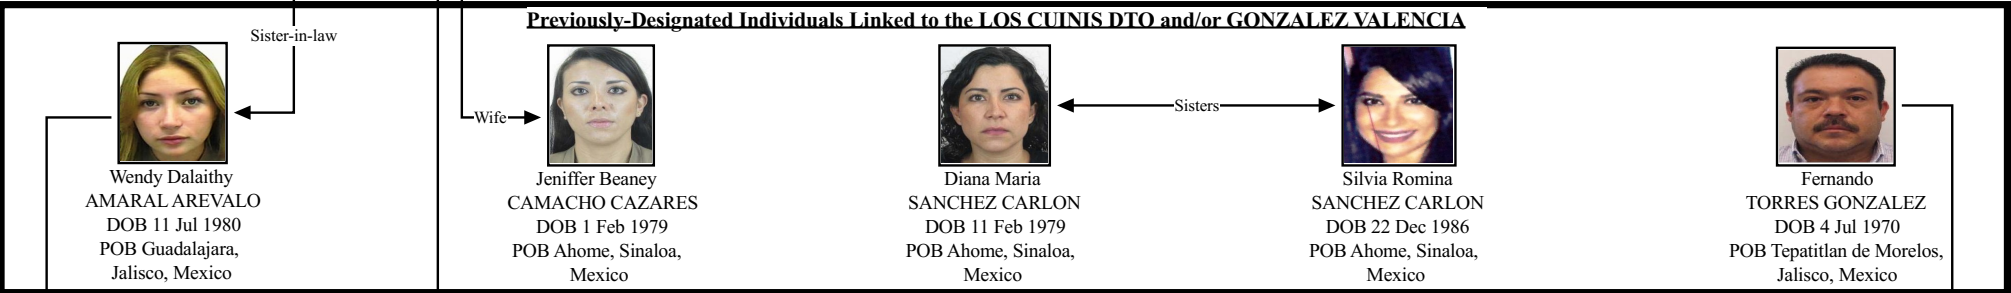 Previously-Designated Individuals Linked to the LOS CUINIS DTO and/or GONZALEZ VALENCIA
Sister-in-law
Wife
Sisters
Wendy Dalaithy
AMARAL AREVALO
DOB 11 Jul 1980
POB Guadalajara,
Jalisco, Mexico
Jeniffer Beaney
CAMACHO CAZARES
DOB 1 Feb 1979
POB Ahome, Sinaloa,
Mexico
Diana Maria
SANCHEZ CARLON
DOB 11 Feb 1979
POB Ahome, Sinaloa,
Mexico
Silvia Romina
SANCHEZ CARLON
DOB 22 Dec 1986
POB Ahome, Sinaloa,
Mexico
Fernando
TORRES GONZALEZ
DOB 4 Jul 1970
POB Tepatitlan de Morelos,
Jalisco, Mexico